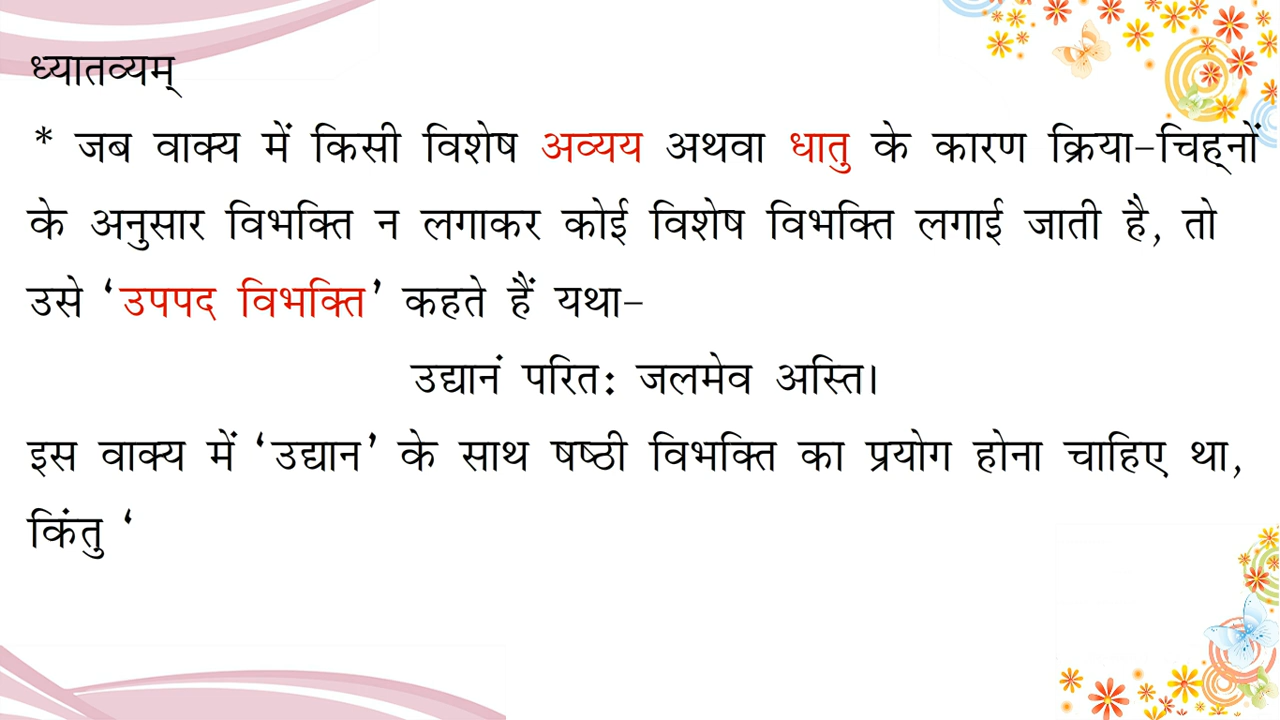 ध्यातव्यम्
* जब वाक्य में किसी विशेष अव्यय अथवा धातु के कारण क्रिया-चिह्नों
के अनुसार विभक्ति न लगाकर कोई विशेष विभक्ति लगाई जाती है, तो
उसे ‘उपपद विभक्ति’ कहते हैं यथा-
उद्यानं परितः जलमेव अस्ति।
इस वाक्य में ‘उद्यान’ के साथ षष्ठी विभक्ति का प्रयोग होना चाहिए था,
किंतु ‘